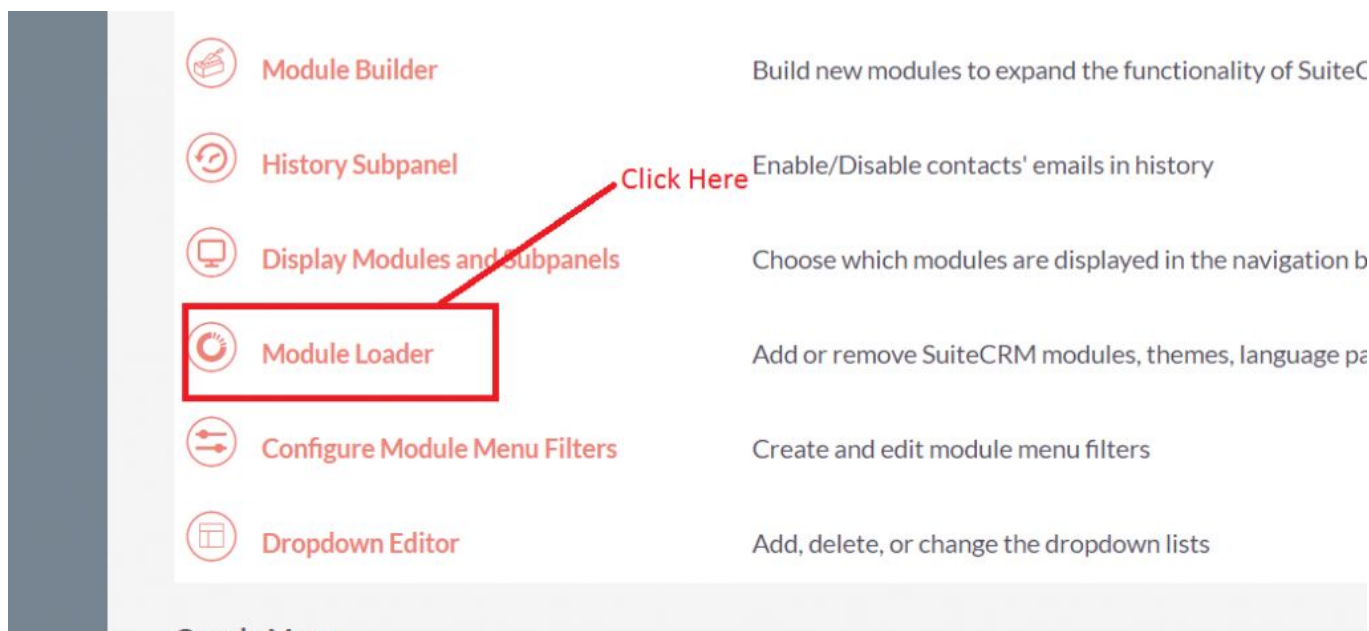 Module Builder Build new modules to expand the functionality of SuiteC
History Subpanel Enable/Disable contacts' emails in history
Click Here
Display Modules and Subpanels Choose which modules are displayed in the navigation b
Module Loader Add or remove SuiteCRM modules, themes, language pa
Configure Module Menu Filters Create and edit module menu filters
Dropdown Editor Add, delete, or change the dropdown lists